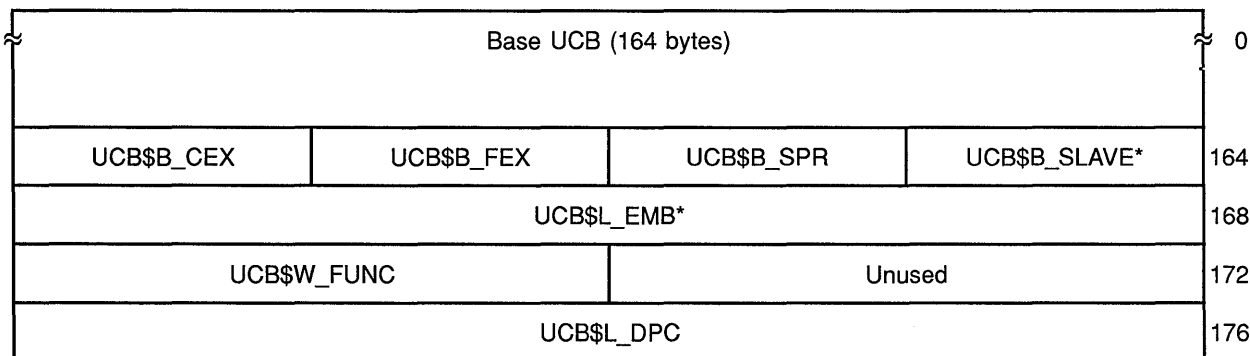 Base UCB (164 bytes) 0
UCB$B_CEX UCB$B_FEX UCB$B_SPR UCB$B_SLAVE* 164
UCB$L_EMB* 168
UCB$W_FUNC Unused 172
UCB$L_DPC 176